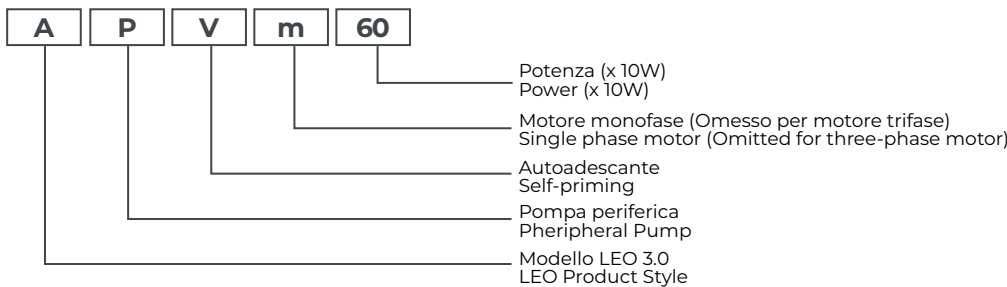 A P V m 60
Potenza (x 10W)
Power (x 10W)
Motore monofase (Omesso per motore trifase)
Single phase motor (Omitted for three-phase motor)
Autoadescante
Self-priming
Pompa periferica
Pheripheral Pump
Modello LEO 3.0
LEO Product Style